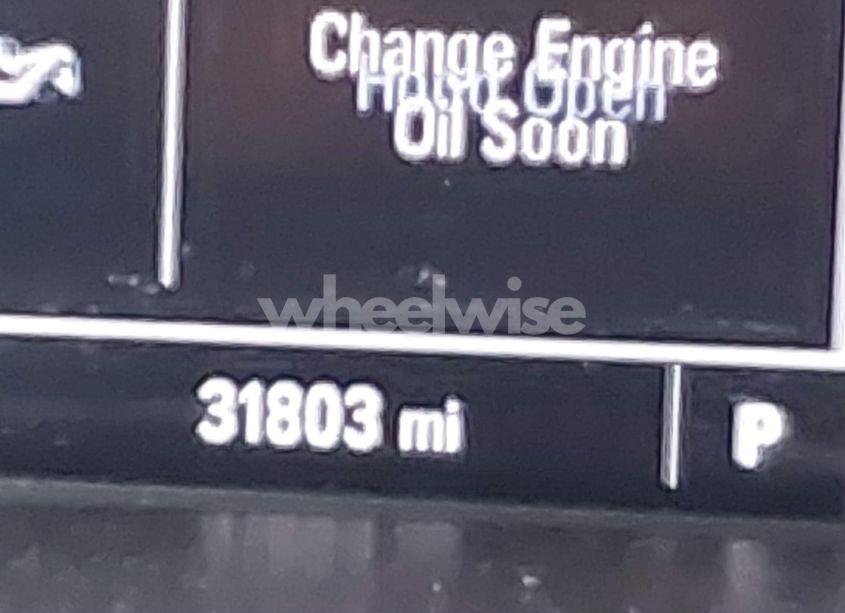 Change Engine
Hood Open
Oil Soon
wheelwise
31803 mi
P